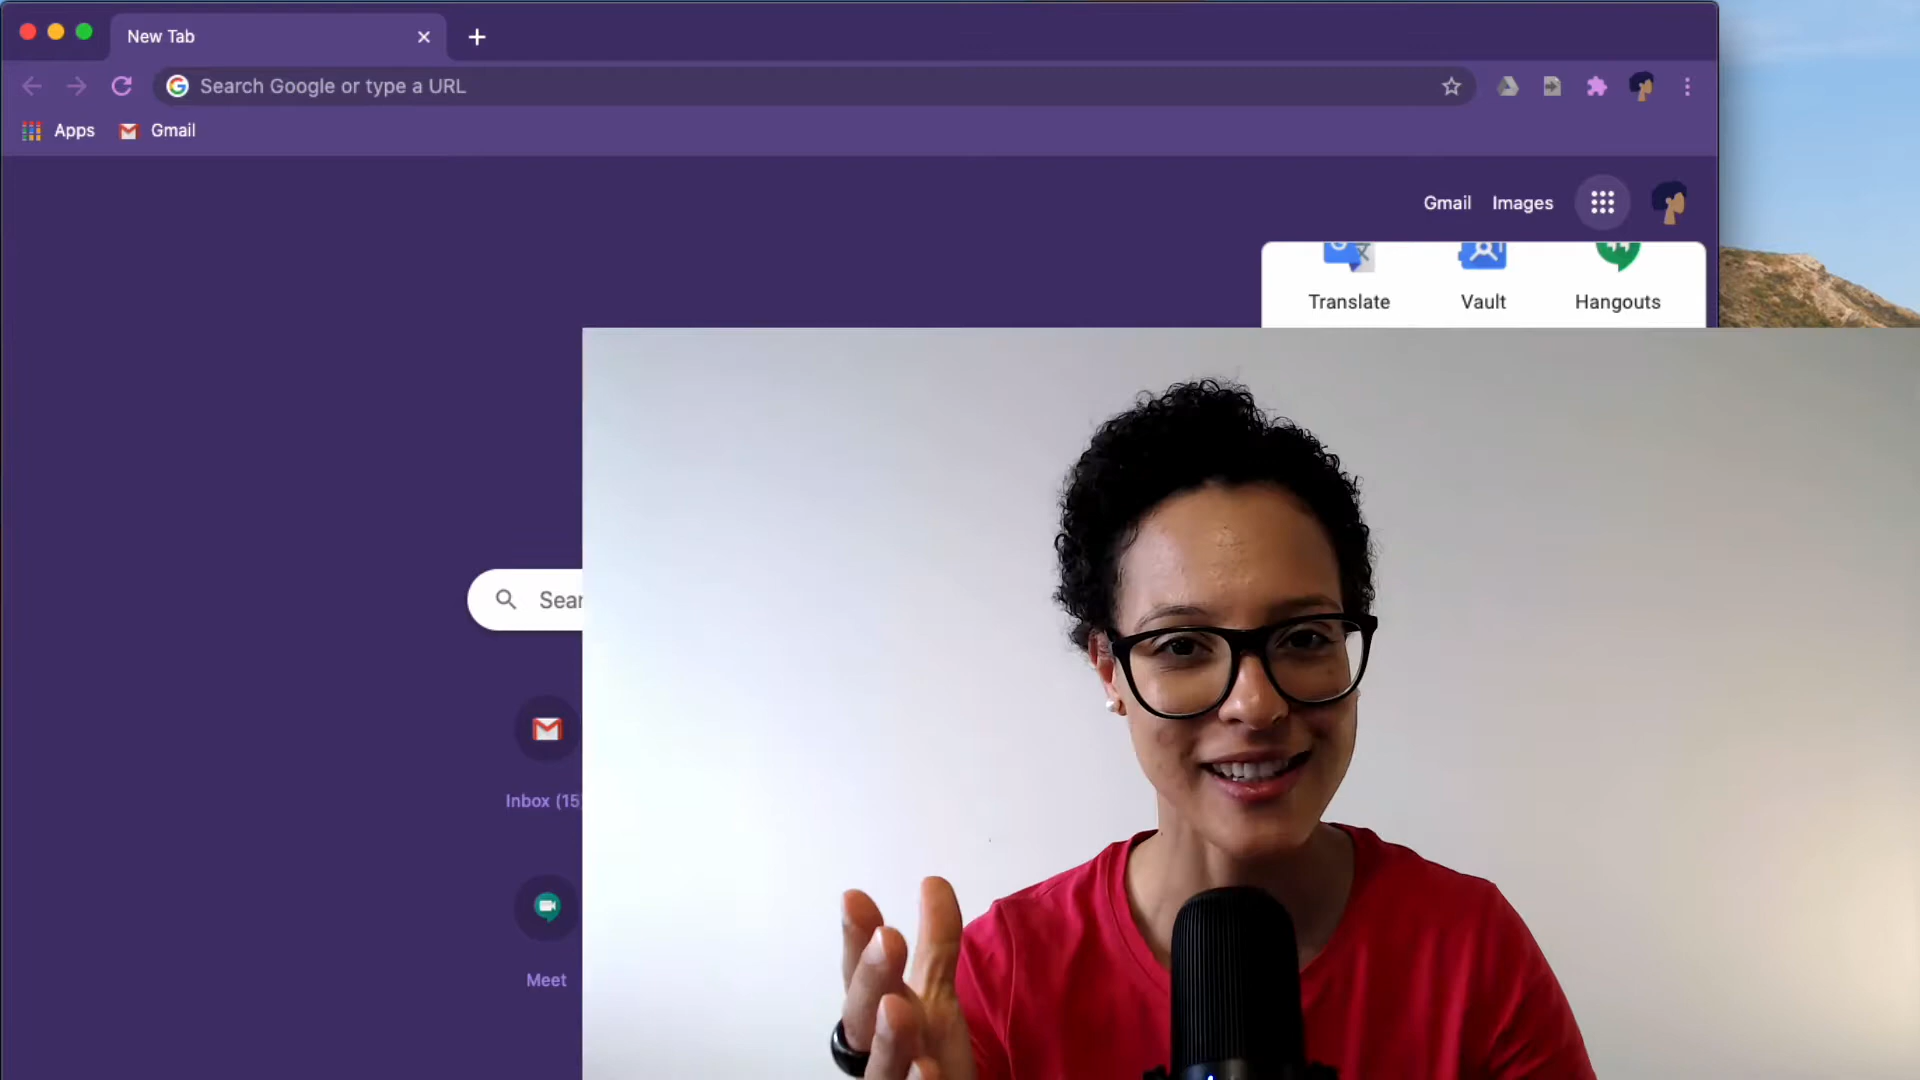 New Tab
Search Google or type a URL
Apps
Gmail
Gmail
Images
Translate
Vault
Hangouts
Sear
Inbox (15)
Meet